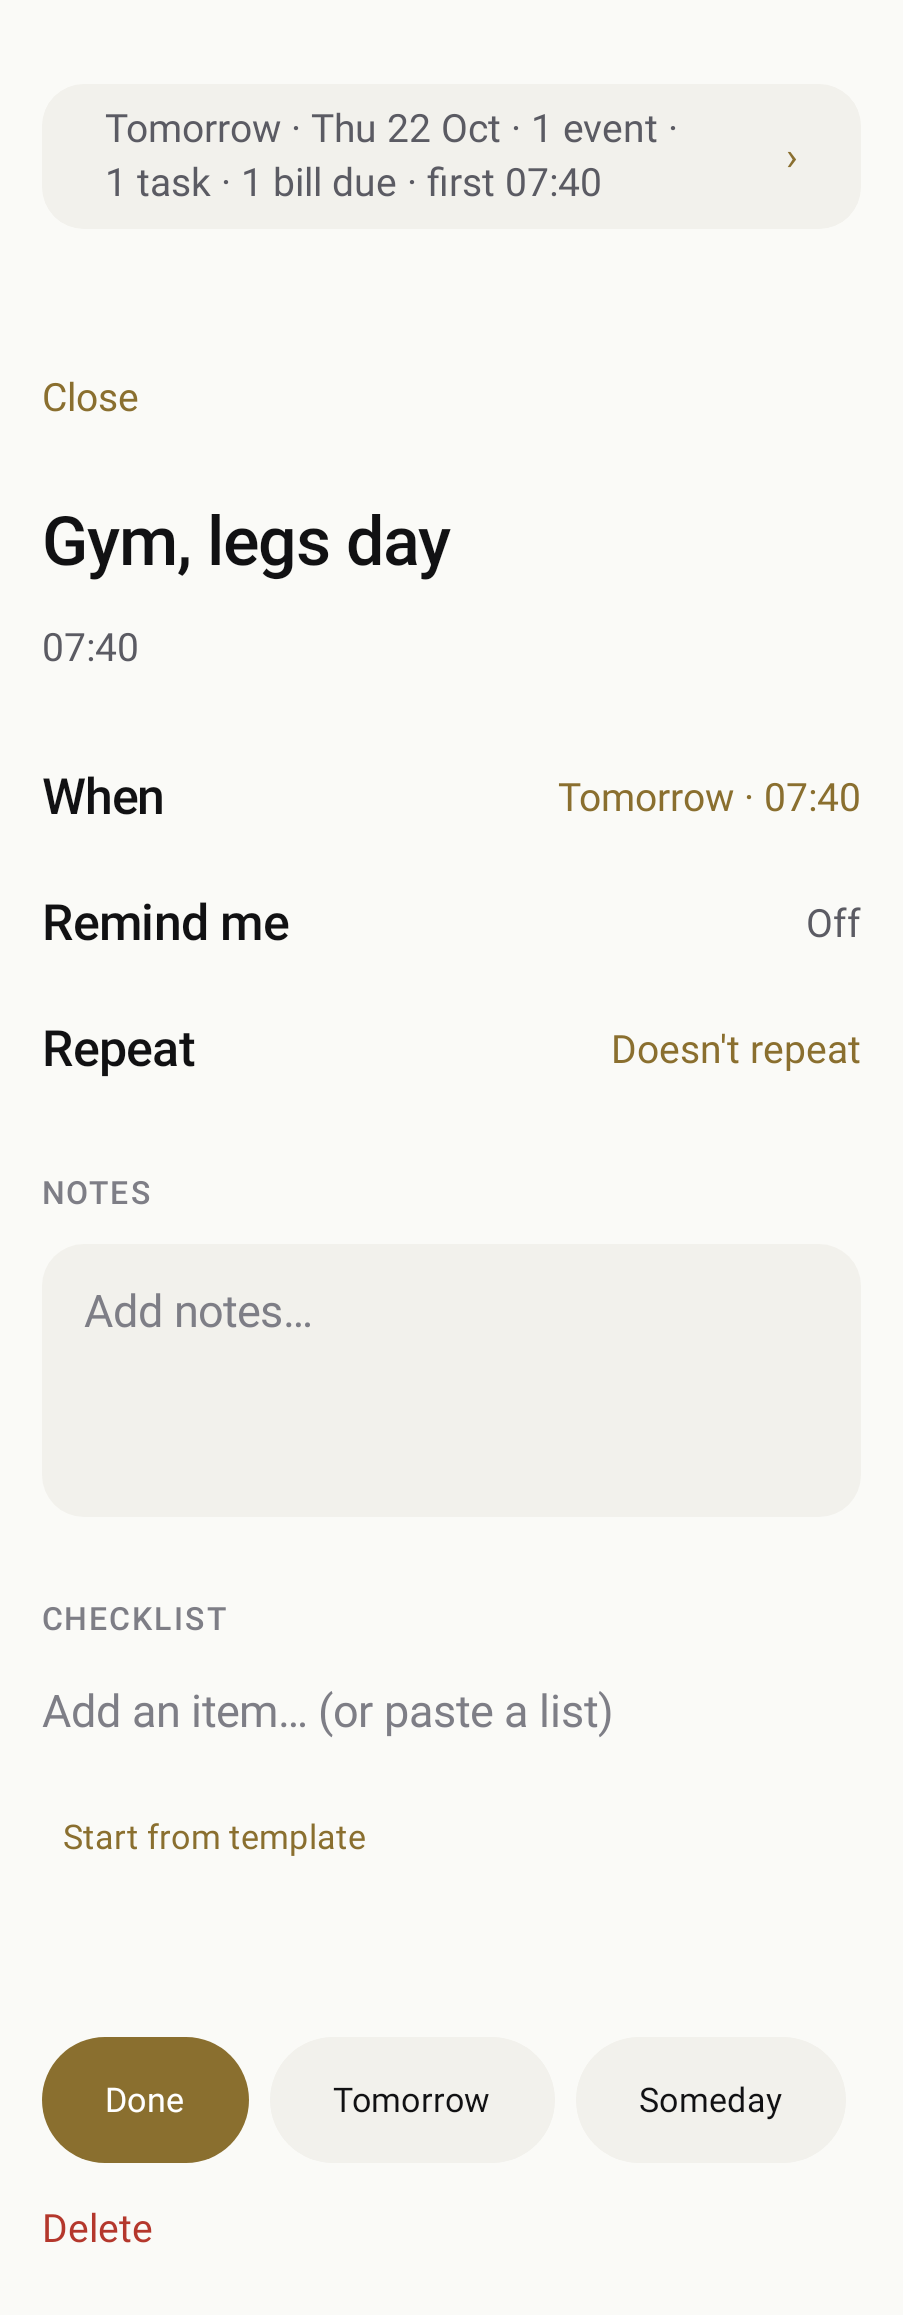 Tomorrow · Thu 22 Oct · 1 event ·
1 task · 1 bill due · first 07:40
›
Close
Gym, legs day
07:40
When
Tomorrow · 07:40
Remind me
Off
Repeat
Doesn't repeat
NOTES
Add notes…
CHECKLIST
Add an item… (or paste a list)
Start from template
Done
Tomorrow
Someday
Delete